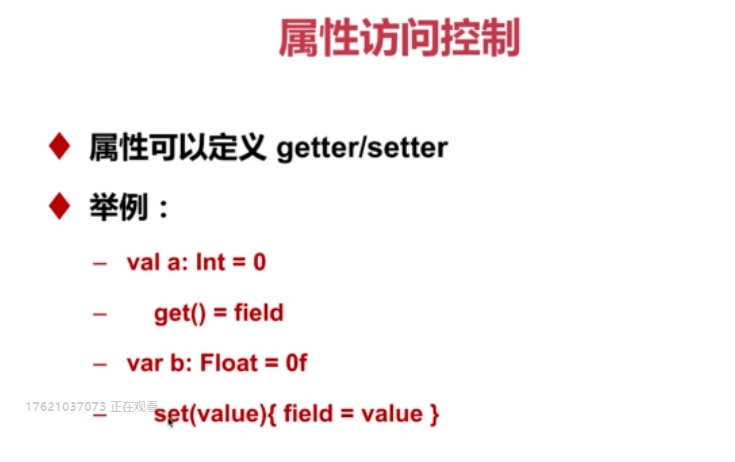 属性访问控制
属性可以定义 getter/setter
举例：
– val a: Int = 0
– get() = field
– var b: Float = 0f
17621037073 正在观看
– set(value){ field = value }